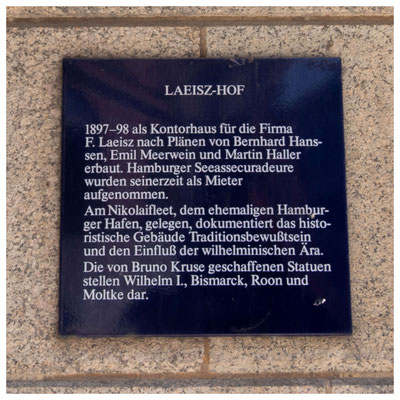 LAEISZ-HOF
1897–98 als Kontorhaus für die Firma
F. Laeisz nach Plänen von Bernhard Hans-
sen, Emil Meerwein und Martin Haller
erbaut. Hamburger Seeassecuradeure
wurden seinerzeit als Mieter
aufgenommen.
Am Nikolaifleet, dem ehemaligen Hambur-
ger Hafen, gelegen, dokumentiert das histo-
ristische Gebäude Traditionsbewußtsein
und den Einfluß der wilhelminischen Ära.
Die von Bruno Kruse geschaffenen Statuen
stellen Wilhelm I., Bismarck, Roon und
Moltke dar.